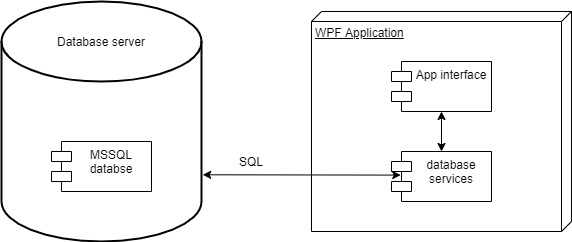 Database server
WPF Application
App interface
MSSQL
databse
SQL
database
services